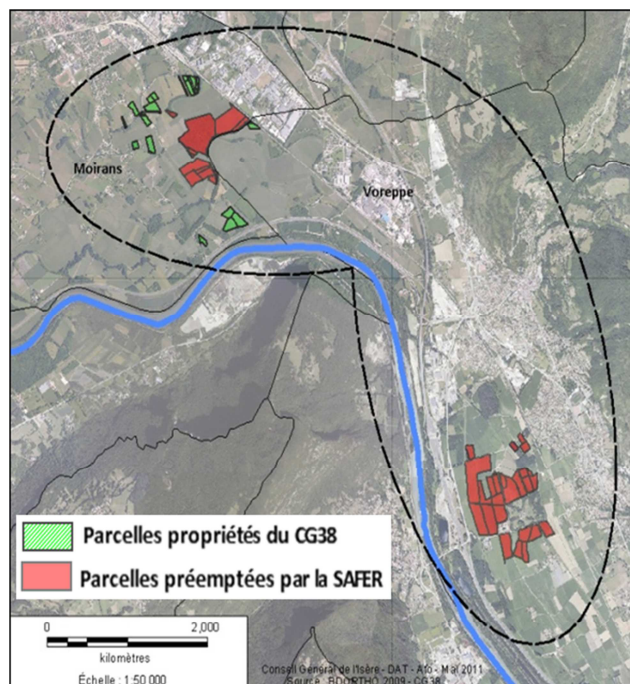 Moirans
Voreppe
Parcelles propriétés du CG38
Parcelles préemptées par la SAFER
0 2,000
kilomètres
Échelle : 1:50 000
Conseil Général de l'Isère - DAT - Ato - Mai 2011
Source : BDORTHO 2009 - CG38